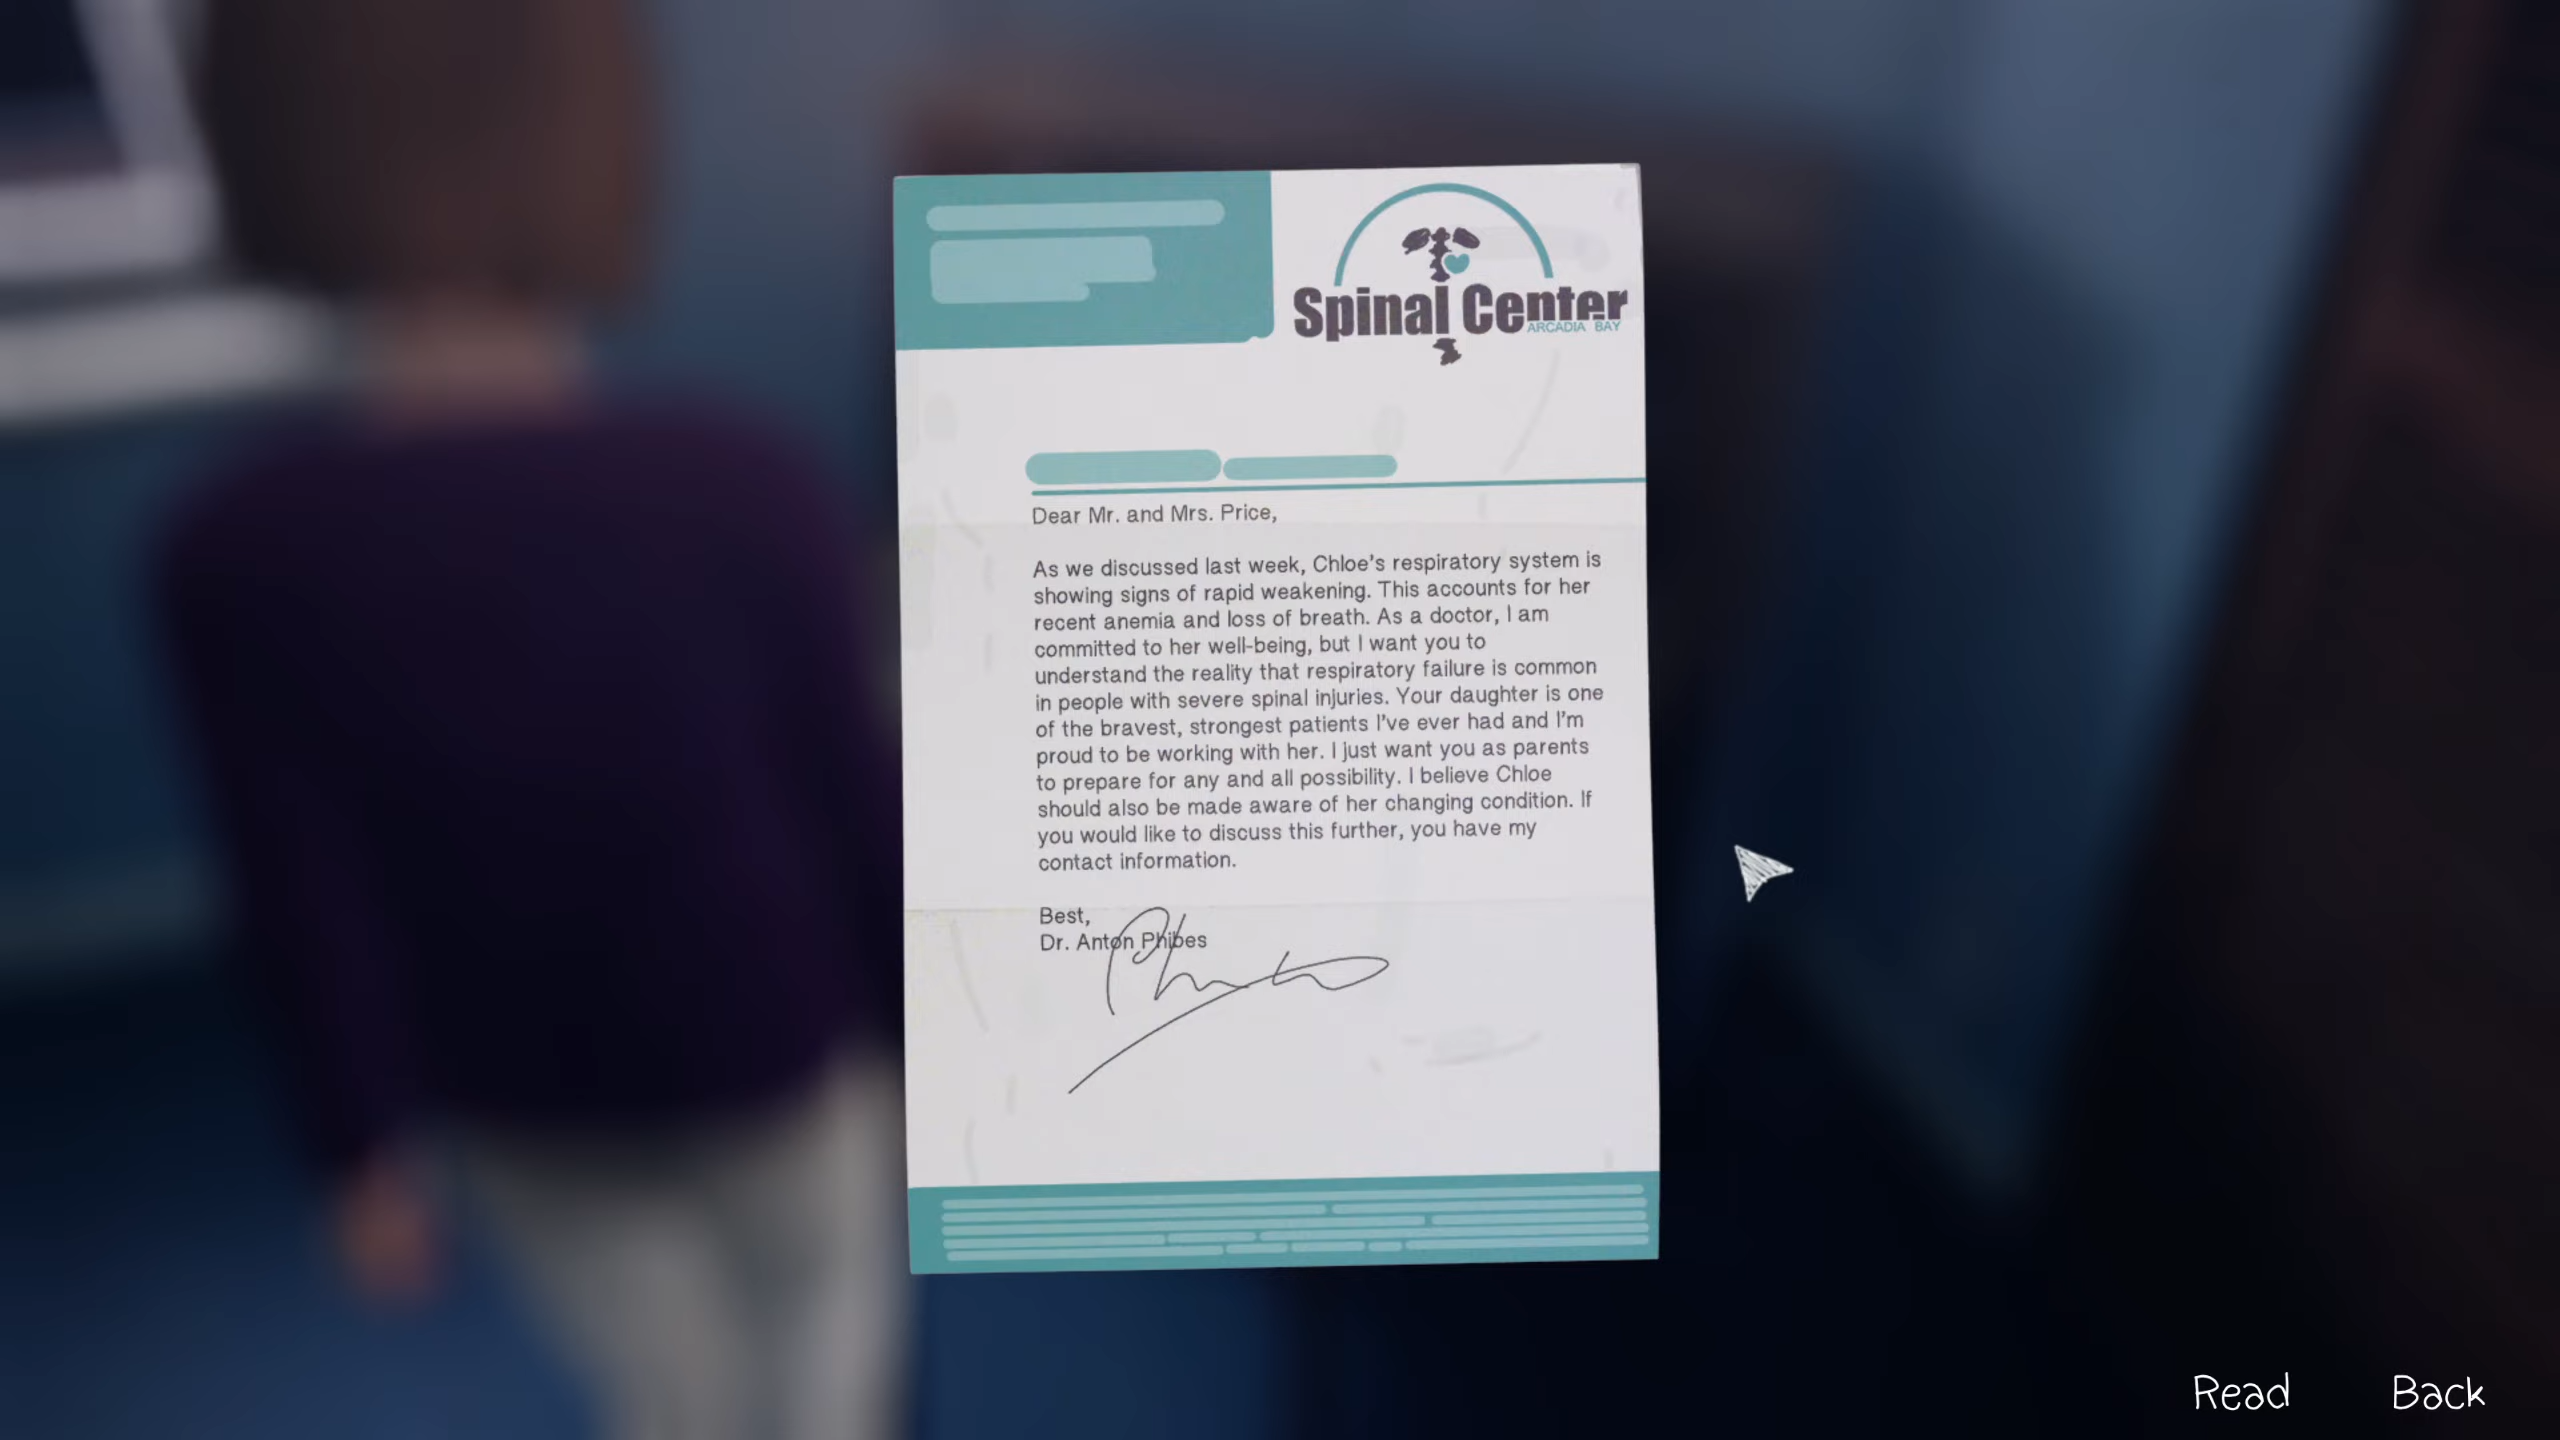 Spinal Center
ARCADIA BAY
Dear Mr. and Mrs. Price,
As we discussed last week, Chloe's respiratory system is
showing signs of rapid weakening. This accounts for her
recent anemia and loss of breath. As a doctor, I am
committed to her well-being, but I want you to
understand the reality that respiratory failure is common
in people with severe spinal injuries. Your daughter is one
of the bravest, strongest patients I've ever had and I'm
proud to be working with her. I just want you as parents
to prepare for any and all possibility. I believe Chloe
should also be made aware of her changing condition. If
you would like to discuss this further, you have my
contact information.
Best,
Dr. Anton Phibes
Read Back